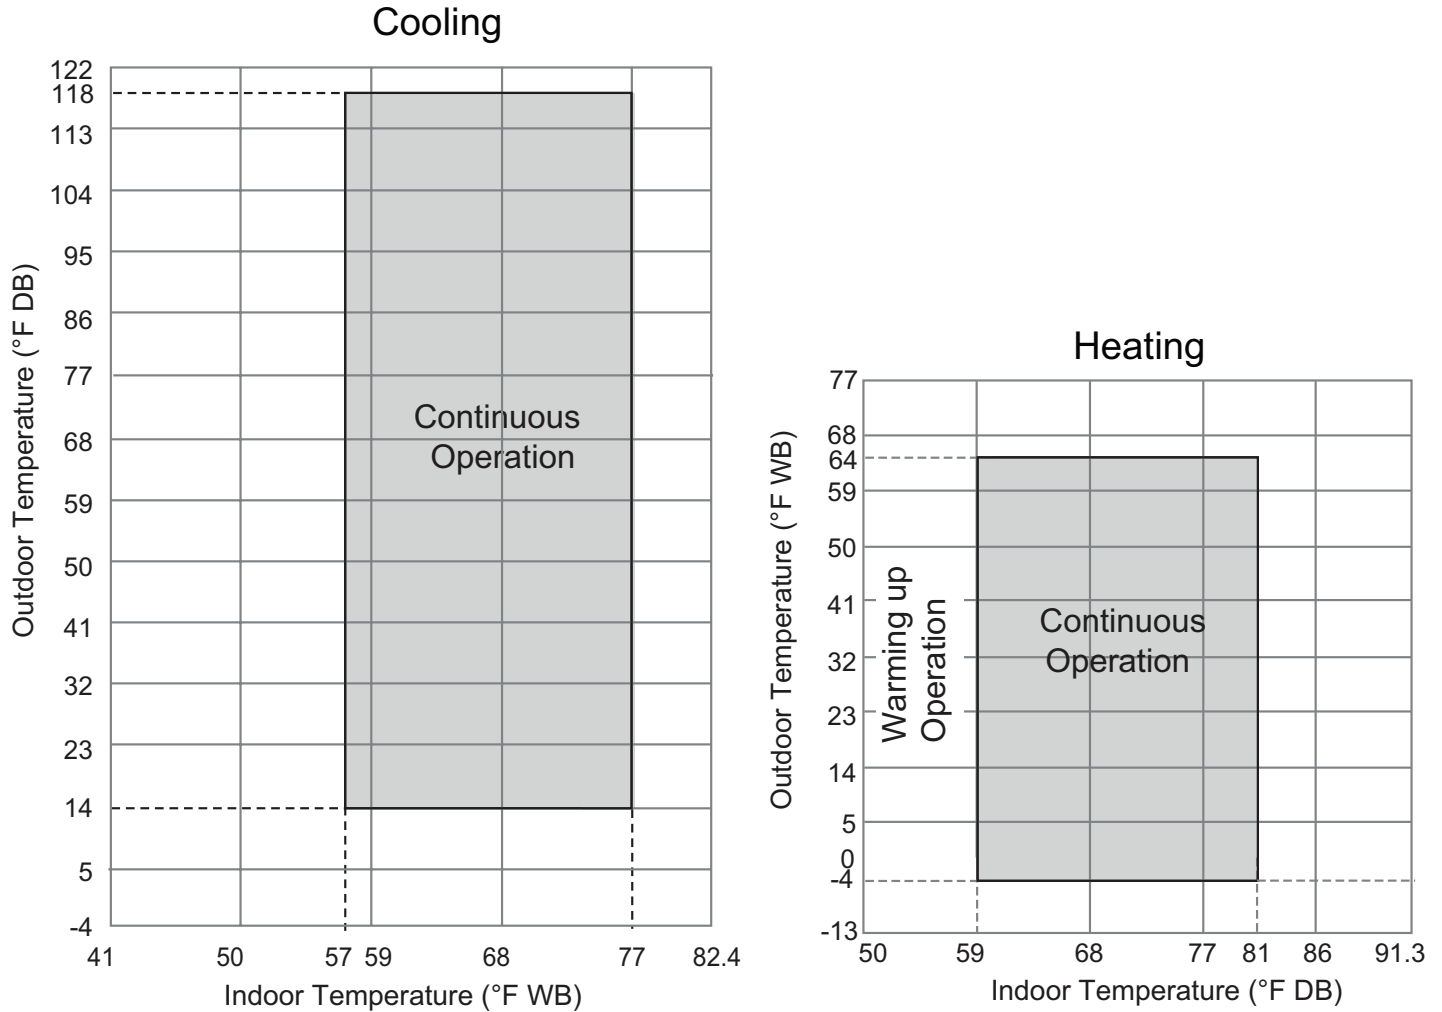 Cooling
122
118
113
104
95
86
77
68
59
50
41
32
23
14
5
-4
Outdoor Temperature (°F DB)
Continuous
Operation
41 50 57 59 68 77 82.4
Indoor Temperature (°F WB)
Heating
77
68
64
59
50
41
32
23
14
5
0
-4
-13
Outdoor Temperature (°F WB)
Warming up
Operation
Continuous
Operation
50 59 68 77 81 86 91.3
Indoor Temperature (°F DB)